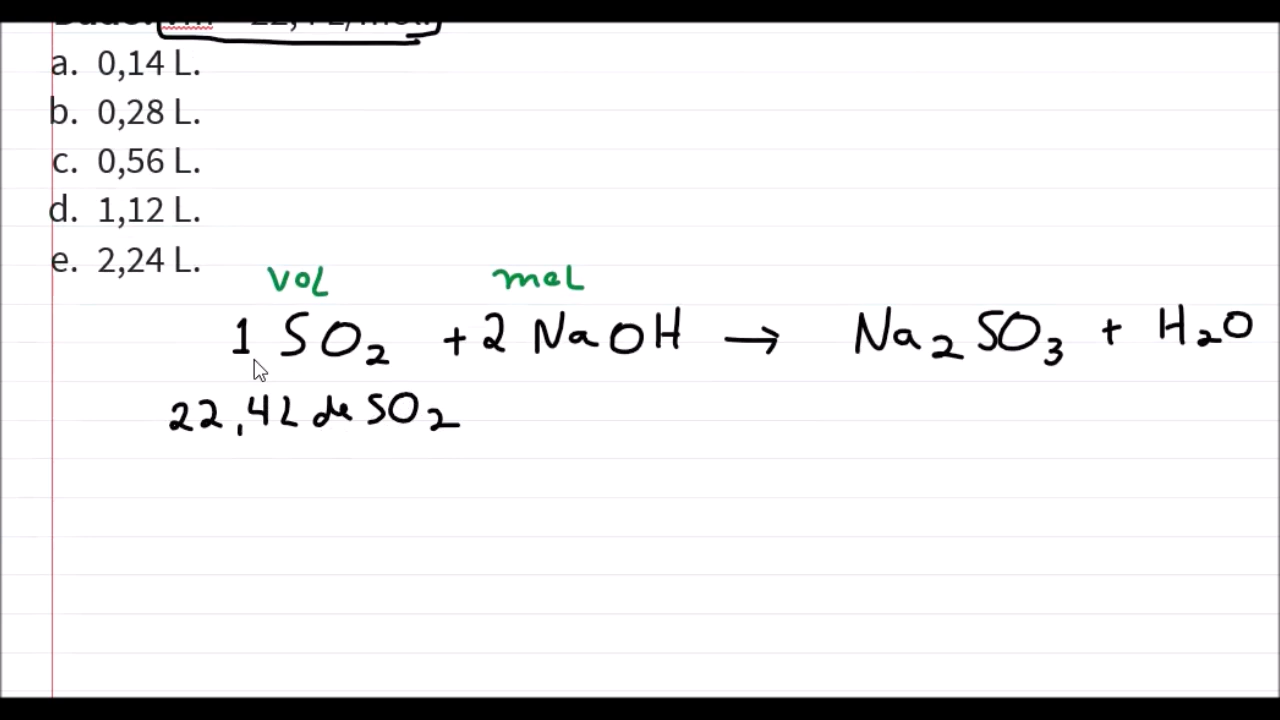 a. 0,14 L.
b. 0,28 L.
c. 0,56 L.
d. 1,12 L.
e. 2,24 L.
VOL mol
1 SO₂ + 2 NaOH → Na₂SO₃ + H₂O
22,4L de SO₂